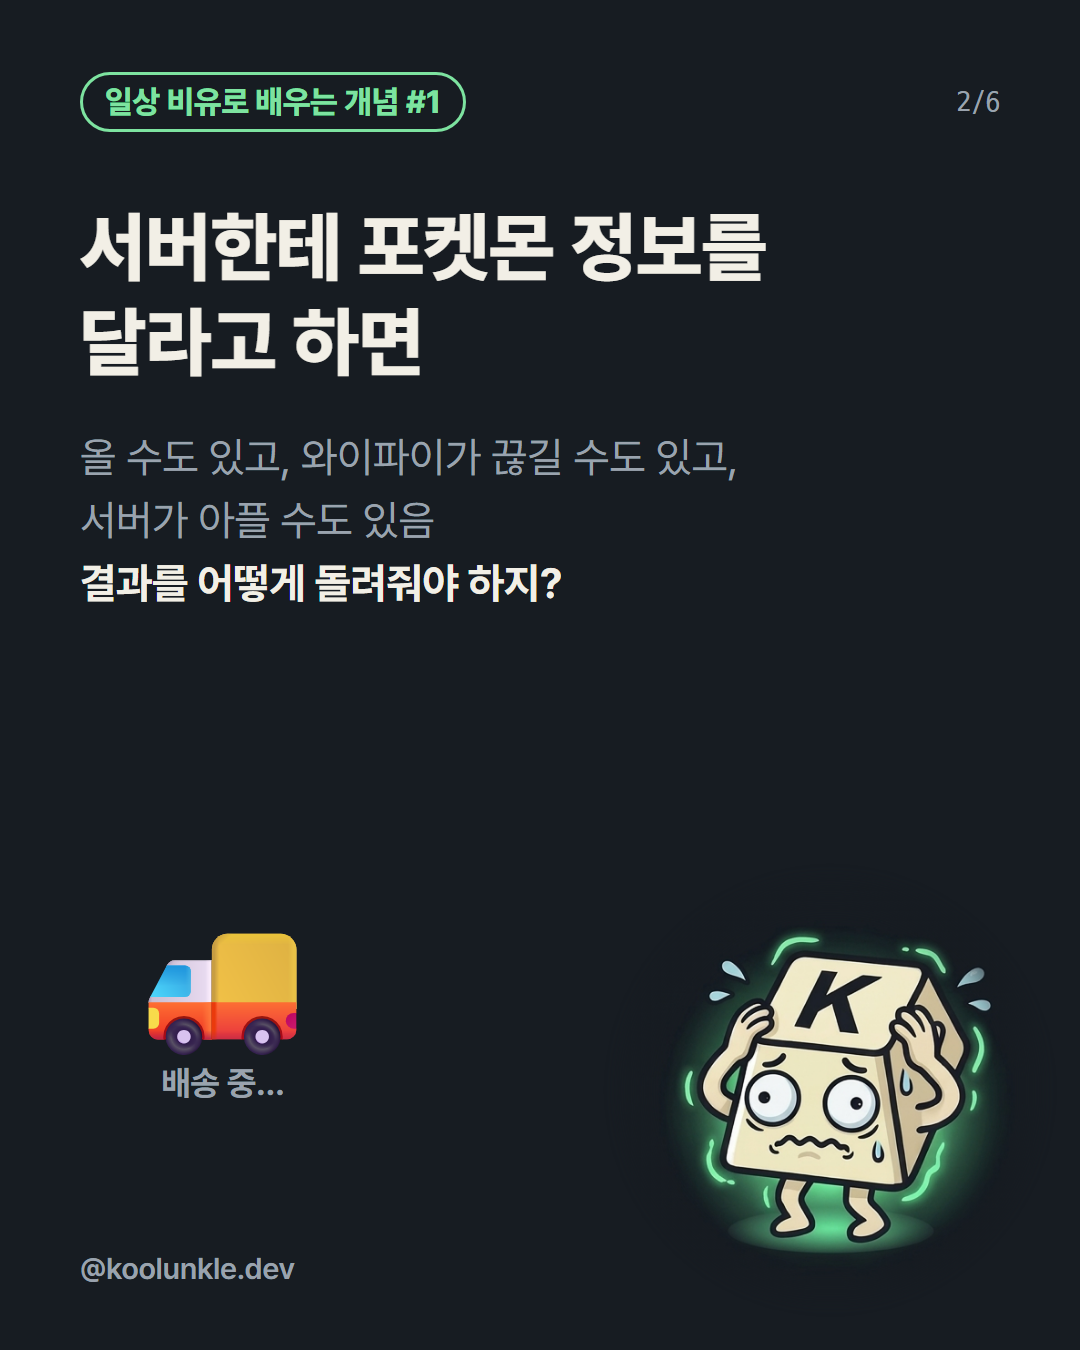 일상 비유로 배우는 개념 #1
2/6
서버한테 포켓몬 정보를
달라고 하면
올 수도 있고, 와이파이가 끊길 수도 있고,
서버가 아플 수도 있음
결과를 어떻게 돌려줘야 하지?
K
배송 중...
@koolunkle.dev